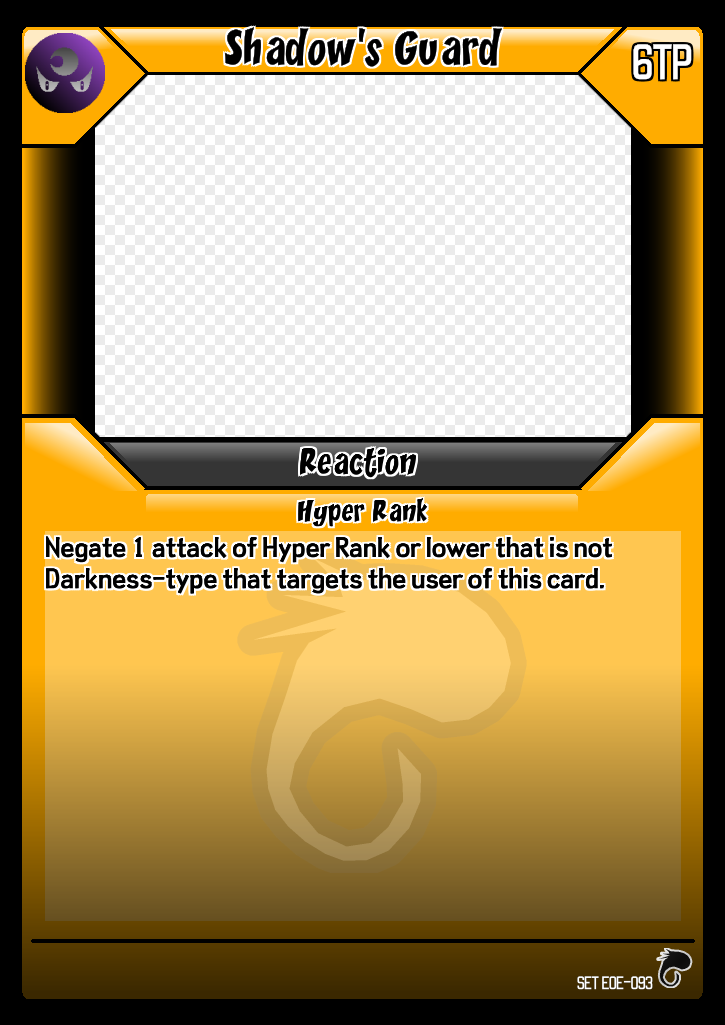 Shadow's Guard
6TP
Reaction
Hyper Rank
Negate 1 attack of Hyper Rank or lower that is not
Darkness-type that targets the user of this card.
SET EOE-093